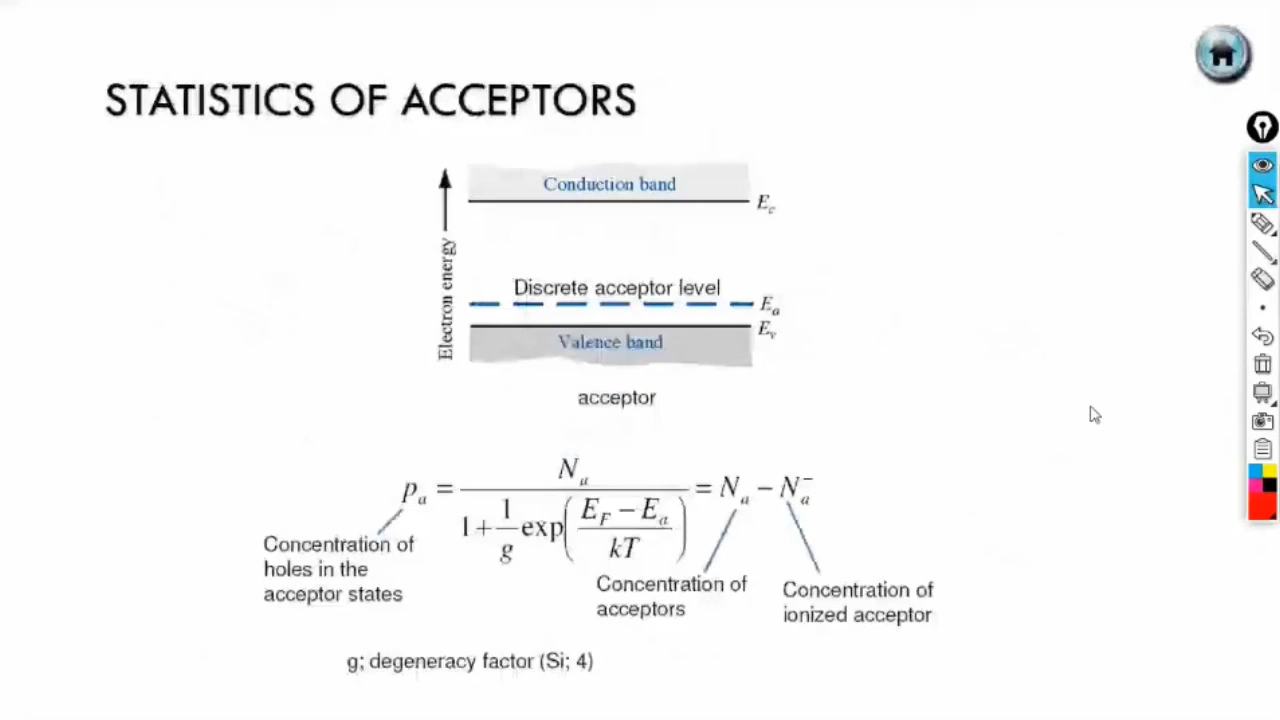 STATISTICS OF ACCEPTORS
Conduction band
E_c
Electron energy
Discrete acceptor level
E_a
E_v
Valence band
acceptor
p_a = N_a / (1 + 1/g exp((E_F − E_a)/kT)) = N_a − N_a^−
Concentration of
holes in the
acceptor states
Concentration of
acceptors
Concentration of
ionized acceptor
g; degeneracy factor (Si; 4)